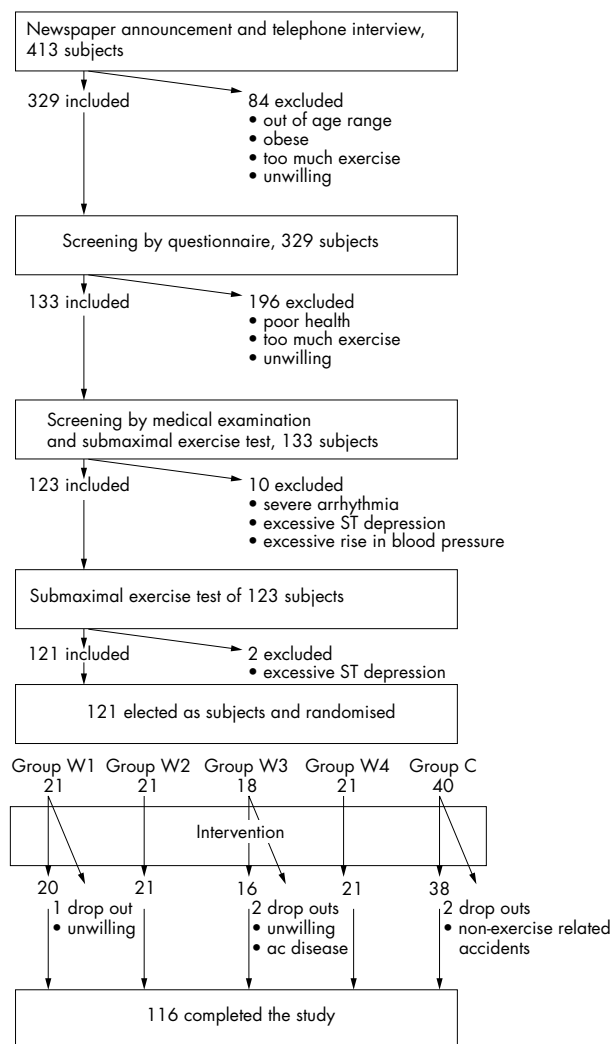 Newspaper announcement and telephone interview,
413 subjects
329 included
84 excluded
• out of age range
• obese
• too much exercise
• unwilling
Screening by questionnaire, 329 subjects
133 included
196 excluded
• poor health
• too much exercise
• unwilling
Screening by medical examination
and submaximal exercise test, 133 subjects
123 included
10 excluded
• severe arrhythmia
• excessive ST depression
• excessive rise in blood pressure
Submaximal exercise test of 123 subjects
121 included
2 excluded
• excessive ST depression
121 elected as subjects and randomised
Group W1 Group W2 Group W3 Group W4 Group C
21 21 18 21 40
Intervention
20 21 16 21 38
1 drop out
• unwilling
2 drop outs
• unwilling
• ac disease
2 drop outs
• non-exercise related
accidents
116 completed the study